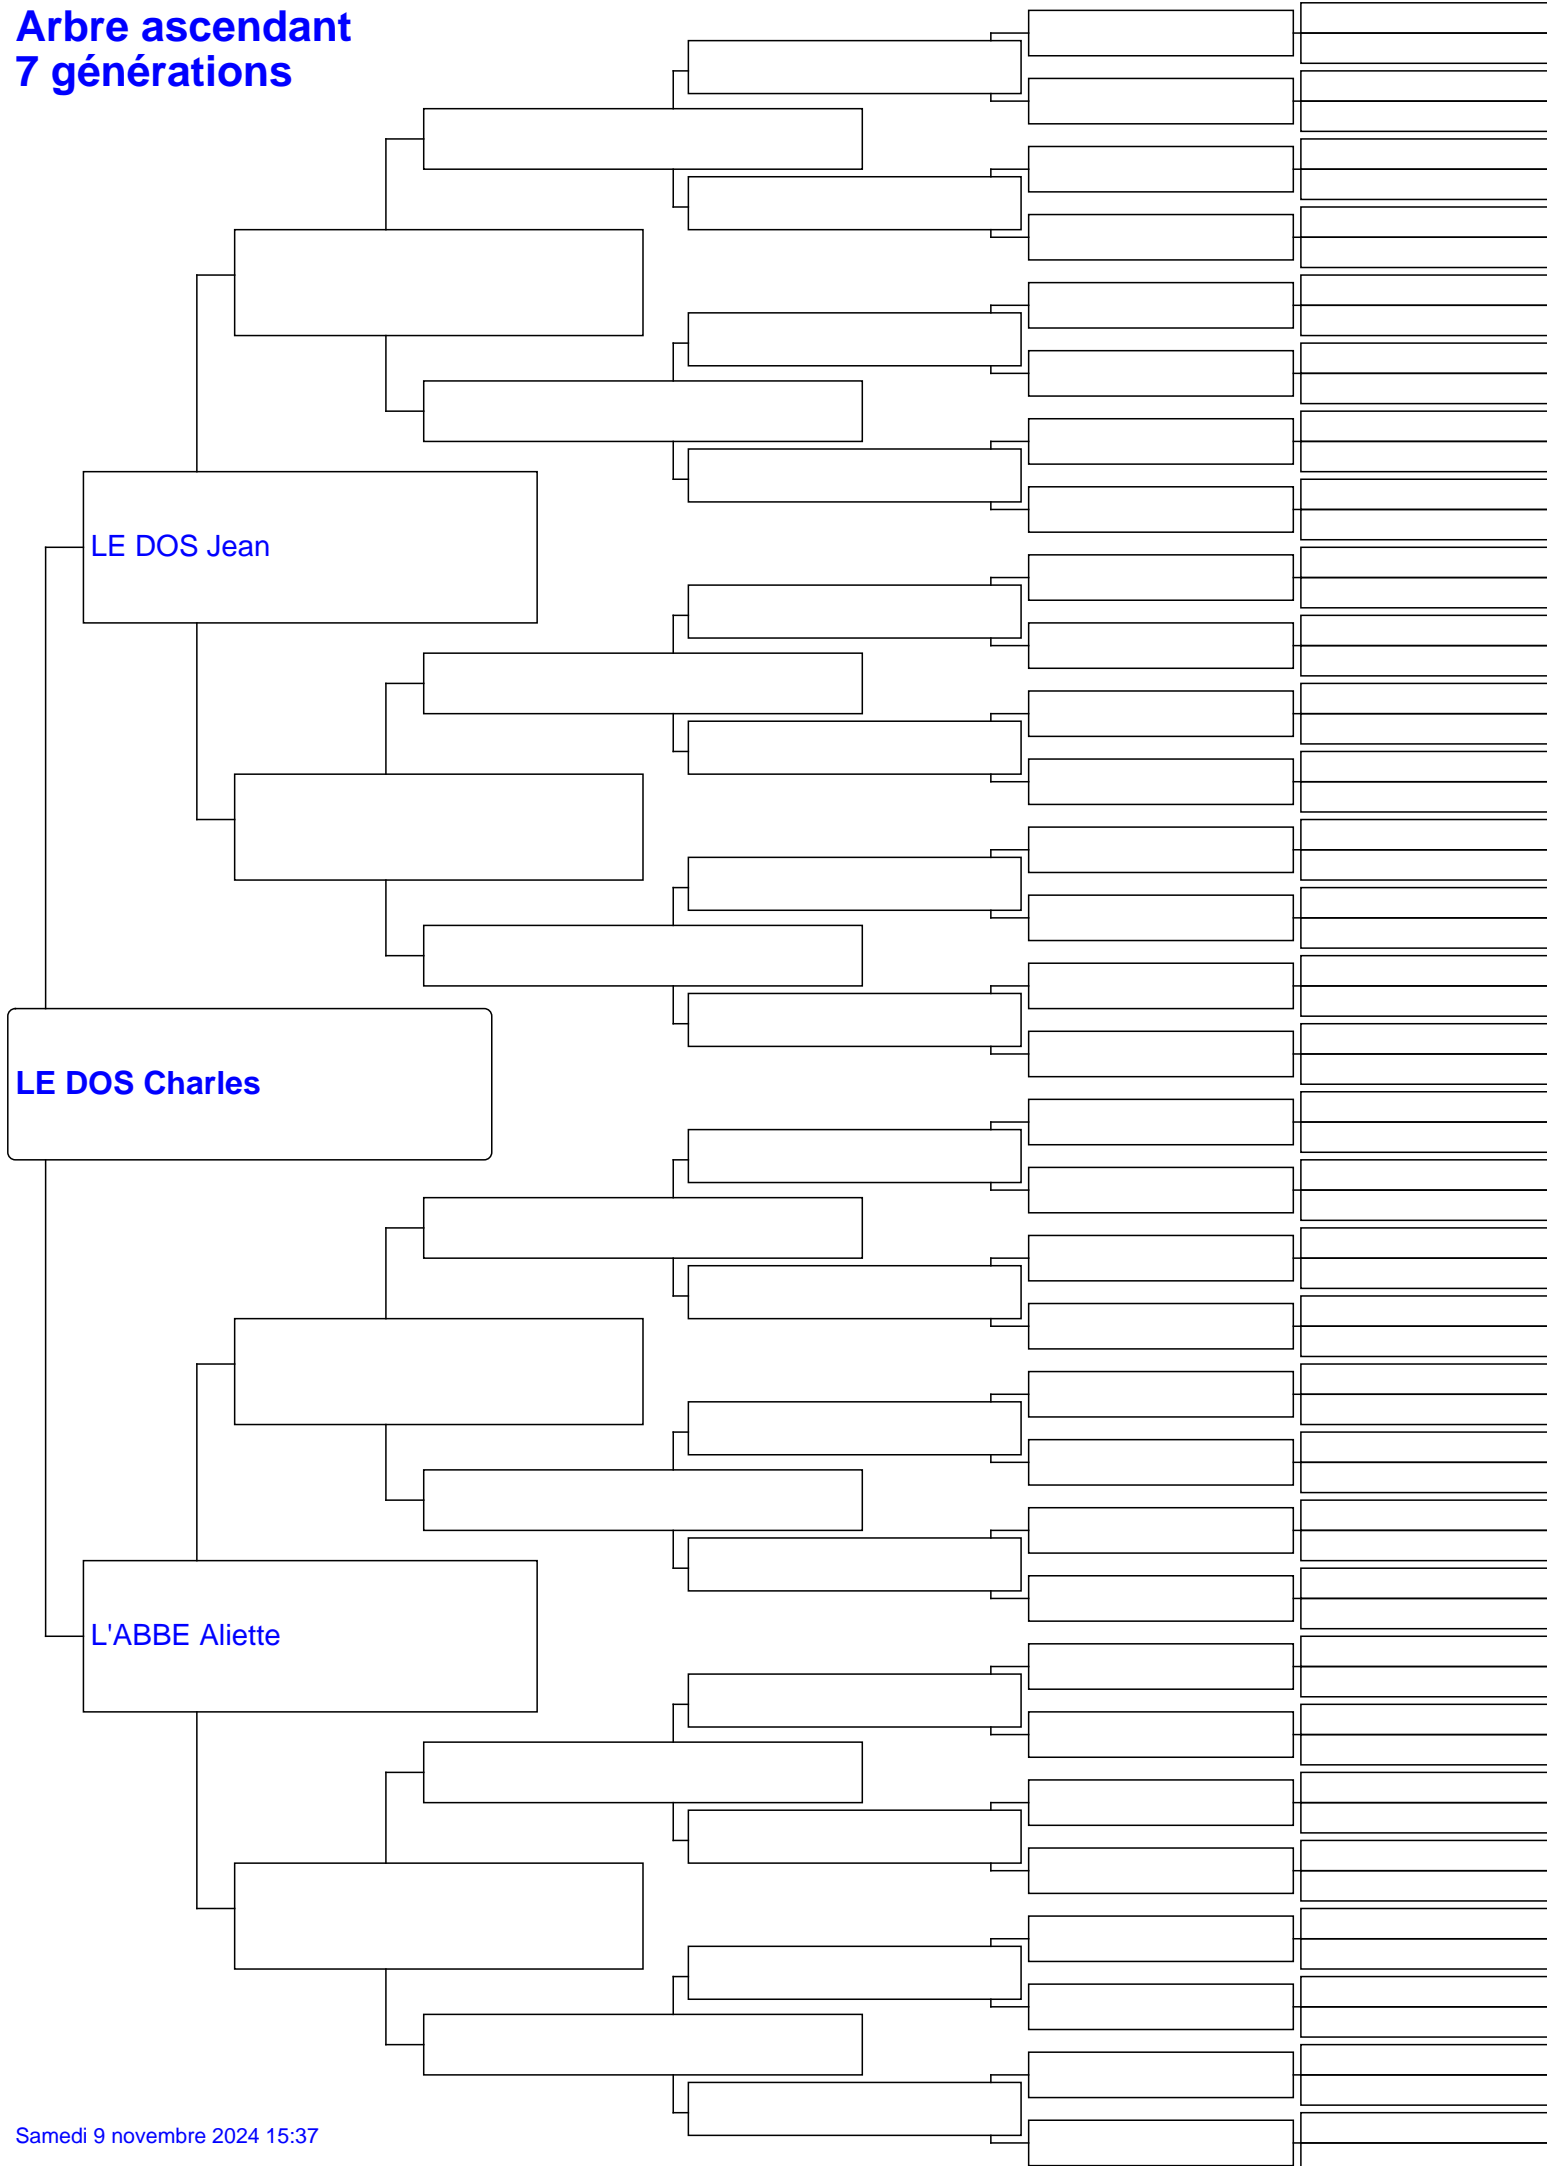 Arbre ascendant
7 générations
LE DOS Jean
LE DOS Charles
L'ABBE Aliette
Samedi 9 novembre 2024 15:37